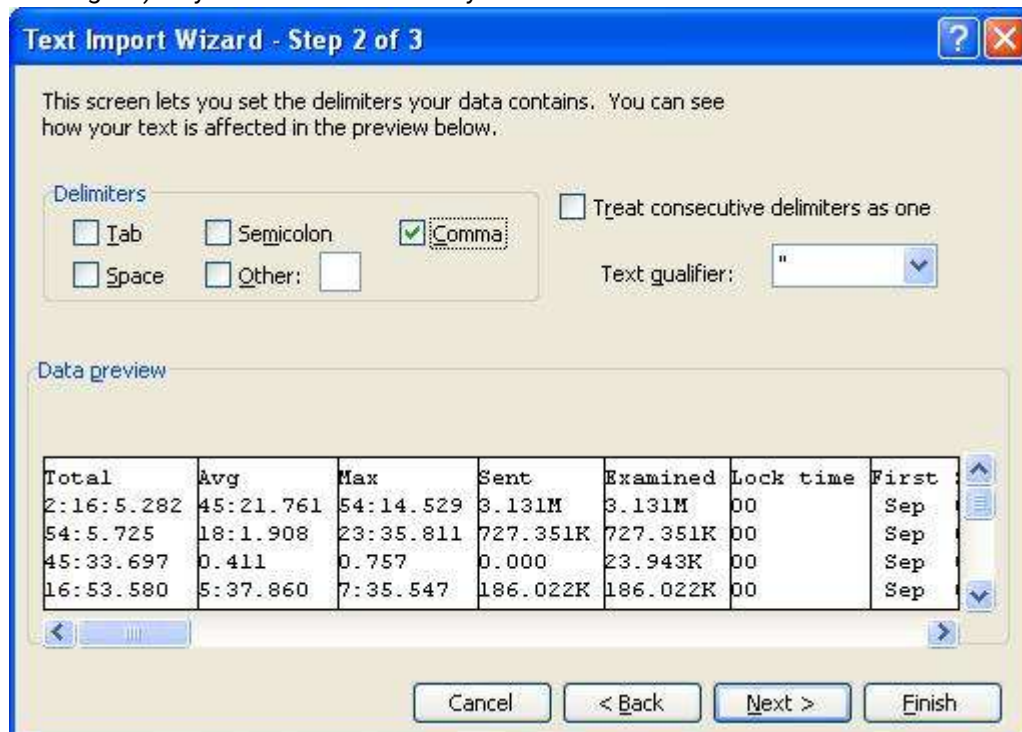 Text Import Wizard - Step 2 of 3
This screen lets you set the delimiters your data contains. You can see
how your text is affected in the preview below.
Delimiters
Tab Semicolon Comma
Space Other:
Treat consecutive delimiters as one
Text qualifier: "
Data preview
Total Avg Max Sent Examined Lock time First
2:16:5.282 45:21.761 54:14.529 3.131M 3.131M 00 Sep
54:5.725 18:1.908 23:35.811 727.351K 727.351K 00 Sep
45:33.697 0.411 0.757 0.000 23.943K 00 Sep
16:53.580 5:37.860 7:35.547 186.022K 186.022K 00 Sep
Cancel < Back Next > Finish